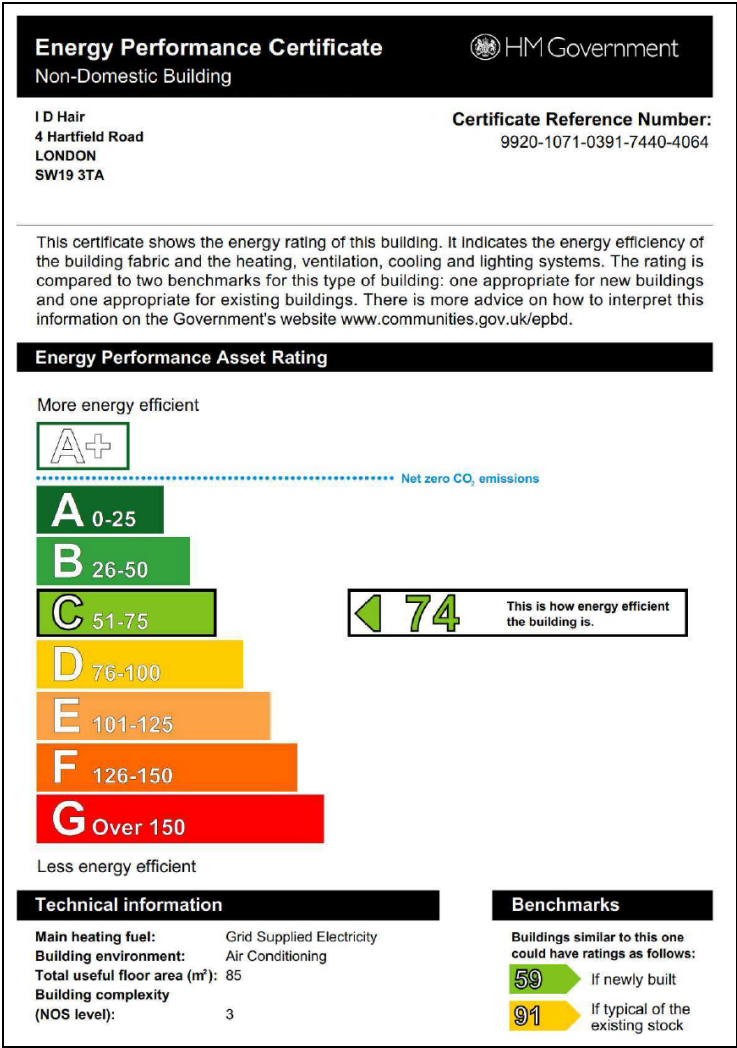 Energy Performance Certificate
HM Government
Non-Domestic Building
I D Hair
4 Hartfield Road
LONDON
SW19 3TA
Certificate Reference Number:
9920-1071-0391-7440-4064
This certificate shows the energy rating of this building. It indicates the energy efficiency of
the building fabric and the heating, ventilation, cooling and lighting systems. The rating is
compared to two benchmarks for this type of building: one appropriate for new buildings
and one appropriate for existing buildings. There is more advice on how to interpret this
information on the Government's website www.communities.gov.uk/epbd.
Energy Performance Asset Rating
More energy efficient
A+
Net zero CO₂ emissions
A 0-25
B 26-50
C 51-75
74
This is how energy efficient
the building is.
D 76-100
E 101-125
F 126-150
G Over 150
Less energy efficient
Technical information
Main heating fuel: Grid Supplied Electricity
Building environment: Air Conditioning
Total useful floor area (m²): 85
Building complexity
(NOS level): 3
Benchmarks
Buildings similar to this one
could have ratings as follows:
59 If newly built
91 If typical of the
existing stock